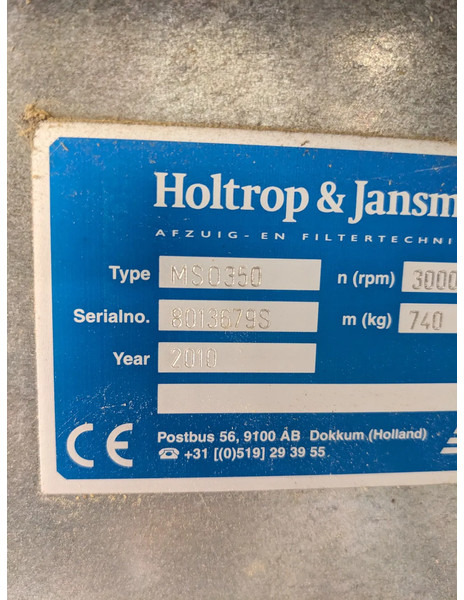 Holtrop & Jansm
AFZUIG- EN FILTERTECHNI
Type MSO350 n (rpm) 3000
Serialno. 8013679S m (kg) 740
Year 2010
CE Postbus 56, 9100 AB Dokkum (Holland)
☎ +31 [(0)519] 29 39 55